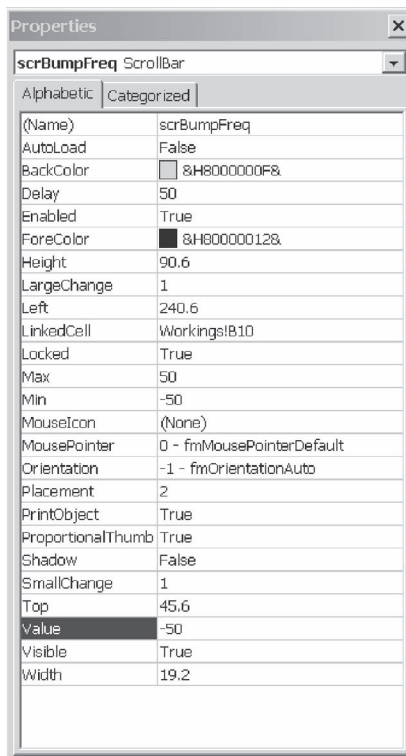 Properties
scrBumpFreq ScrollBar
Alphabetic Categorized
(Name) scrBumpFreq
AutoLoad False
BackColor &H8000000F&
Delay 50
Enabled True
ForeColor &H80000012&
Height 90.6
LargeChange 1
Left 240.6
LinkedCell Workings!B10
Locked True
Max 50
Min -50
MouseIcon (None)
MousePointer 0 - fmMousePointerDefault
Orientation -1 - fmOrientationAuto
Placement 2
PrintObject True
ProportionalThumb True
Shadow False
SmallChange 1
Top 45.6
Value -50
Visible True
Width 19.2